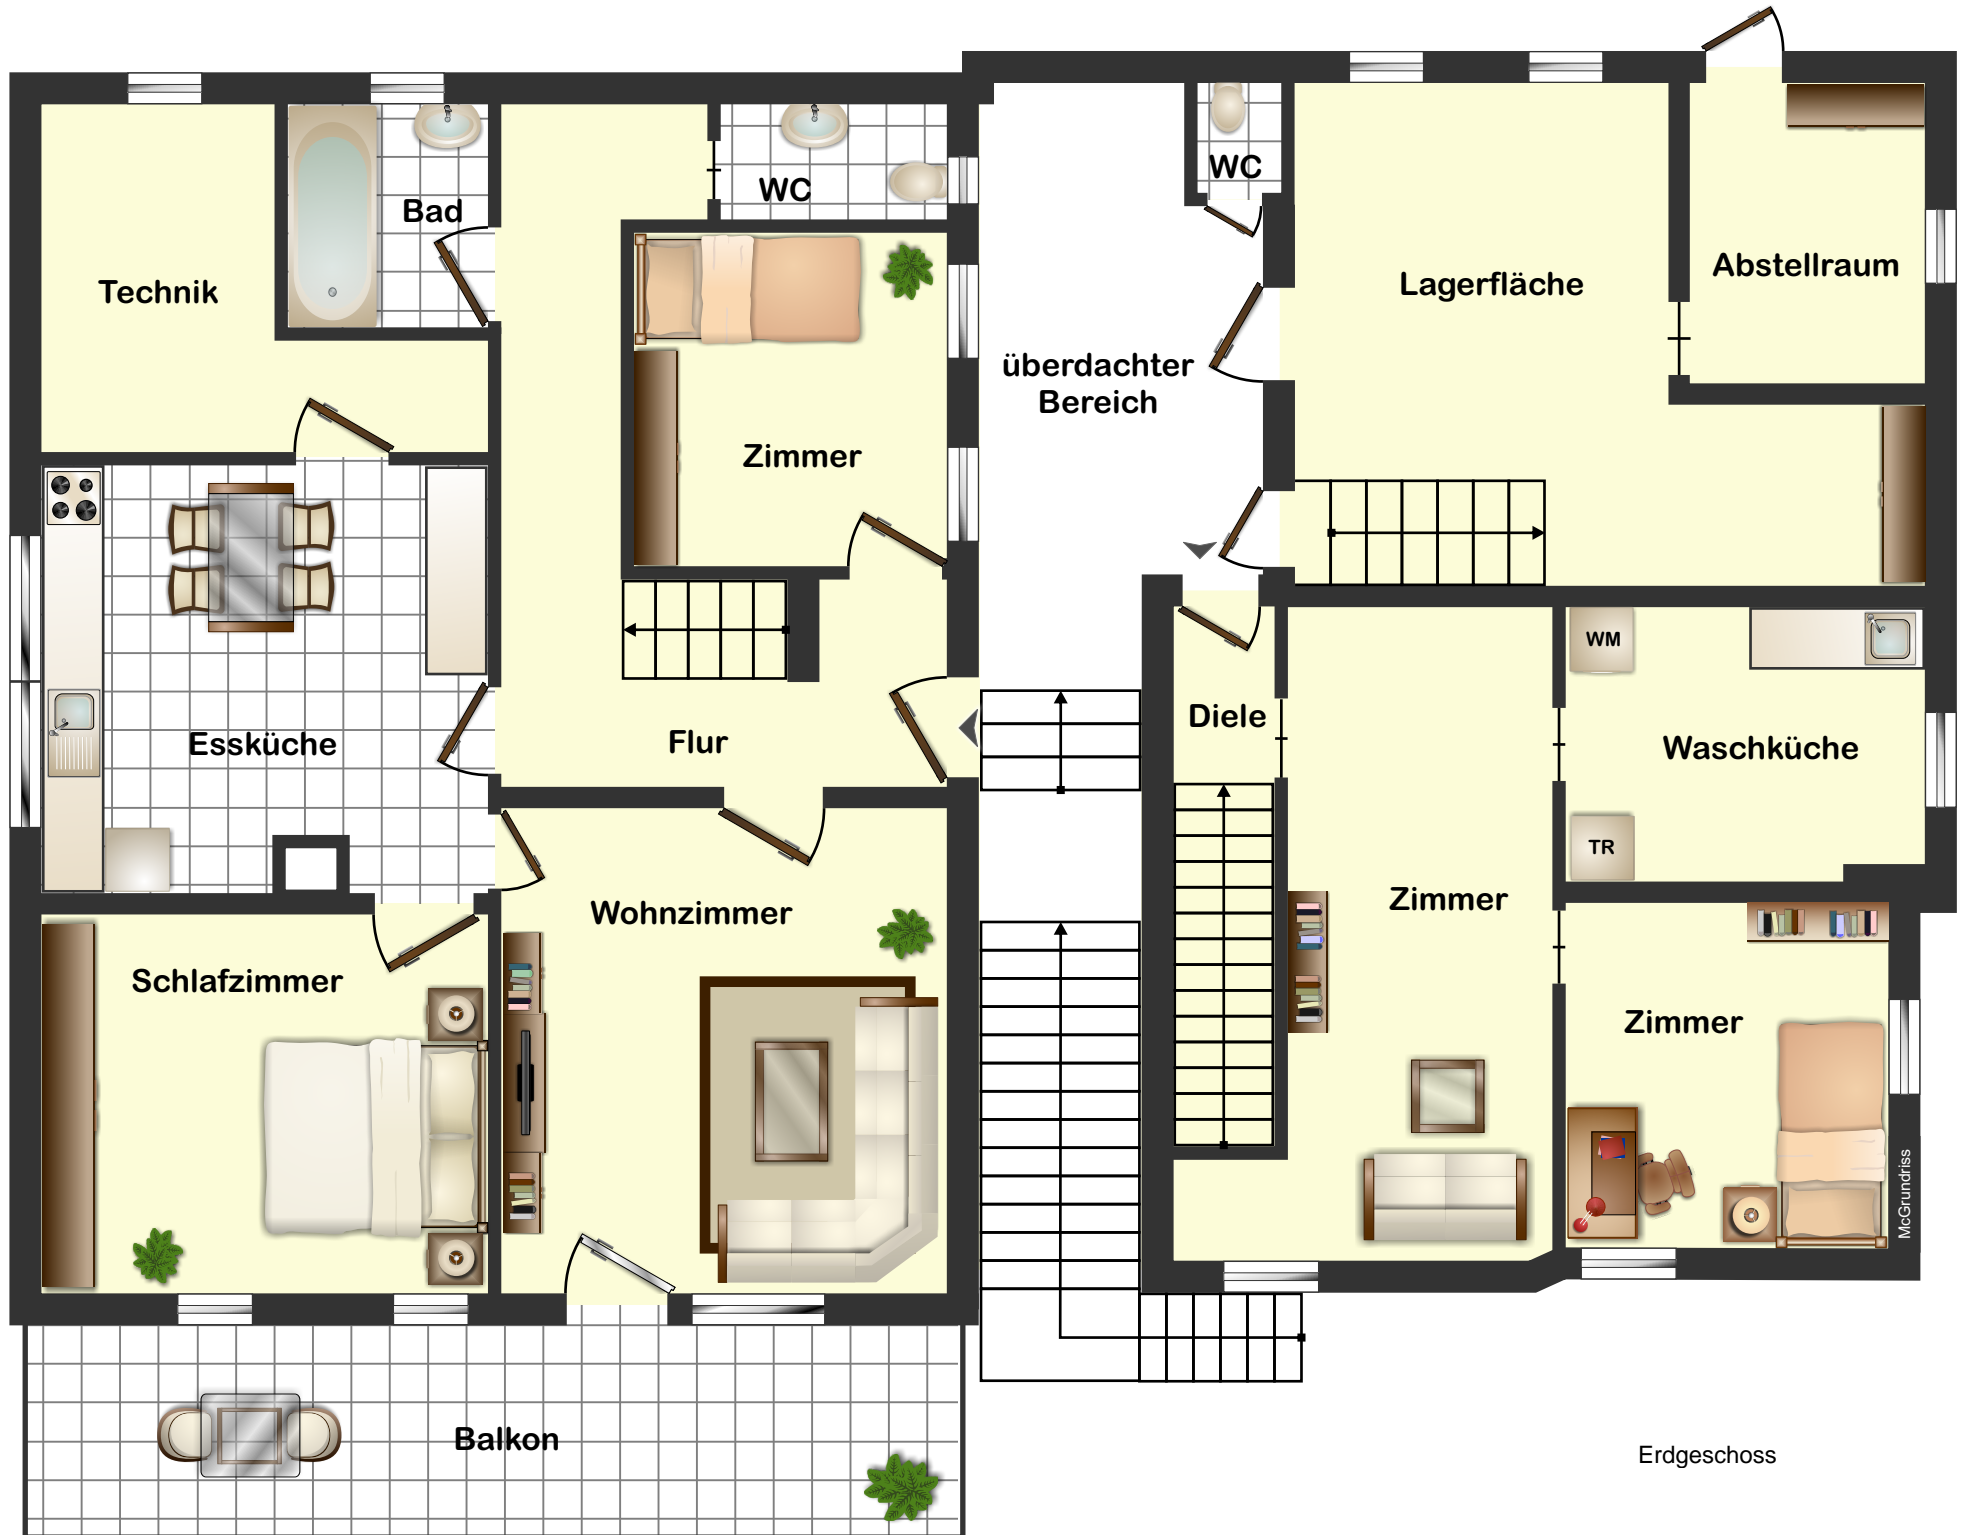 WC
WC
Bad
Technik
Lagerfläche
Abstellraum
überdachter
Bereich
Zimmer
WM
Diele
Essküche
Flur
Waschküche
TR
Zimmer
Wohnzimmer
Schlafzimmer
Zimmer
McGrundriss
Balkon
Erdgeschoss